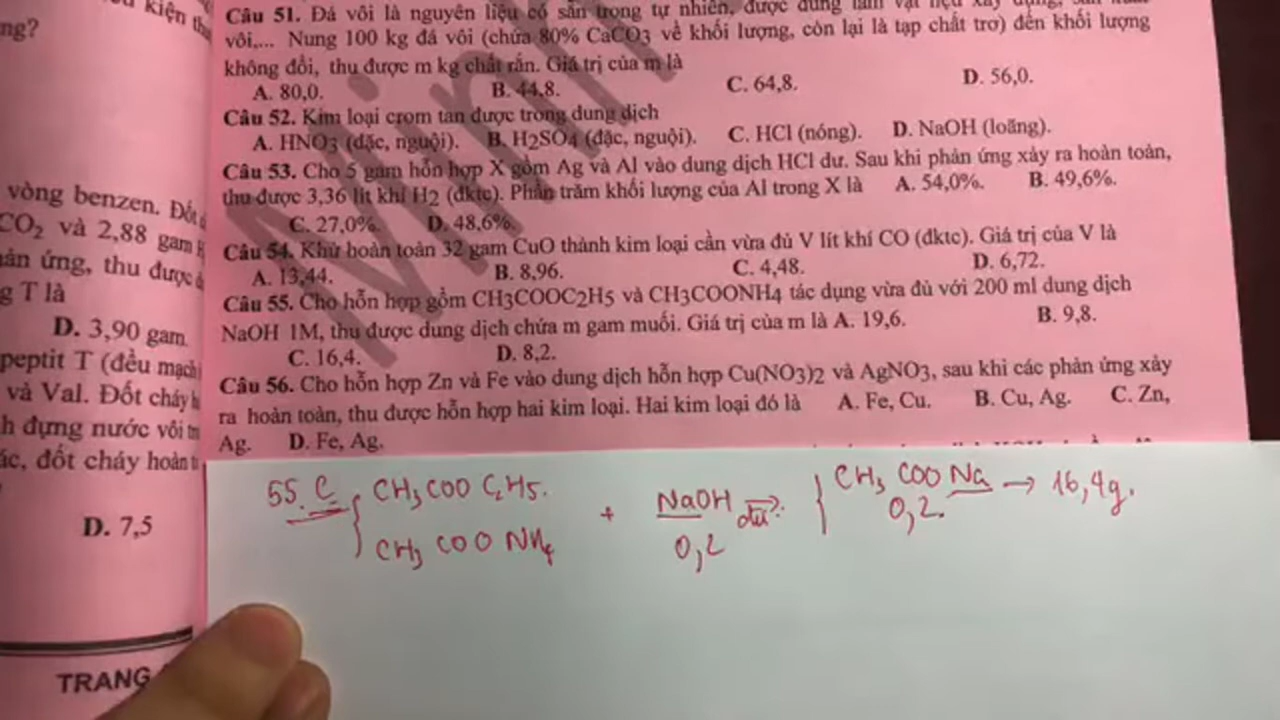 ng?
vòng benzen. Đốt
CO2 và 2,88 gam
ản ứng, thu được
g T là
D. 3,90 gam.
peptit T (đều mạch
và Val. Đốt cháy
h đựng nước vôi
ác, đốt cháy hoàn
D. 7,5
TRANG
Câu 51. Đá vôi là nguyên liệu có sẵn trong tự nhiên, được dùng làm vật liệu xây dựng, sản xuất
vôi,... Nung 100 kg đá vôi (chứa 80% CaCO3 về khối lượng, còn lại là tạp chất trơ) đến khối lượng
không đổi, thu được m kg chất rắn. Giá trị của m là
A. 80,0. B. 44,8. C. 64,8. D. 56,0.
Câu 52. Kim loại crom tan được trong dung dịch
A. HNO3 (đặc, nguội). B. H2SO4 (đặc, nguội). C. HCl (nóng). D. NaOH (loãng).
Câu 53. Cho 5 gam hỗn hợp X gồm Ag và Al vào dung dịch HCl dư. Sau khi phản ứng xảy ra hoàn toàn,
thu được 3,36 lít khí H2 (đktc). Phần trăm khối lượng của Al trong X là A. 54,0%. B. 49,6%.
C. 27,0%. D. 48,6%.
Câu 54. Khử hoàn toàn 32 gam CuO thành kim loại cần vừa đủ V lít khí CO (đktc). Giá trị của V là
A. 13,44. B. 8,96. C. 4,48. D. 6,72.
Câu 55. Cho hỗn hợp gồm CH3COOC2H5 và CH3COONH4 tác dụng vừa đủ với 200 ml dung dịch
NaOH 1M, thu được dung dịch chứa m gam muối. Giá trị của m là A. 19,6. B. 9,8.
C. 16,4. D. 8,2.
Câu 56. Cho hỗn hợp Zn và Fe vào dung dịch hỗn hợp Cu(NO3)2 và AgNO3, sau khi các phản ứng xảy
ra hoàn toàn, thu được hỗn hợp hai kim loại. Hai kim loại đó là A. Fe, Cu. B. Cu, Ag. C. Zn,
Ag. D. Fe, Ag.
55. C { CH3COO C2H5. + NaOH → { CH3 COO Na → 16,4g.
CH3 COO NH4 0,2 đủ 0,2.